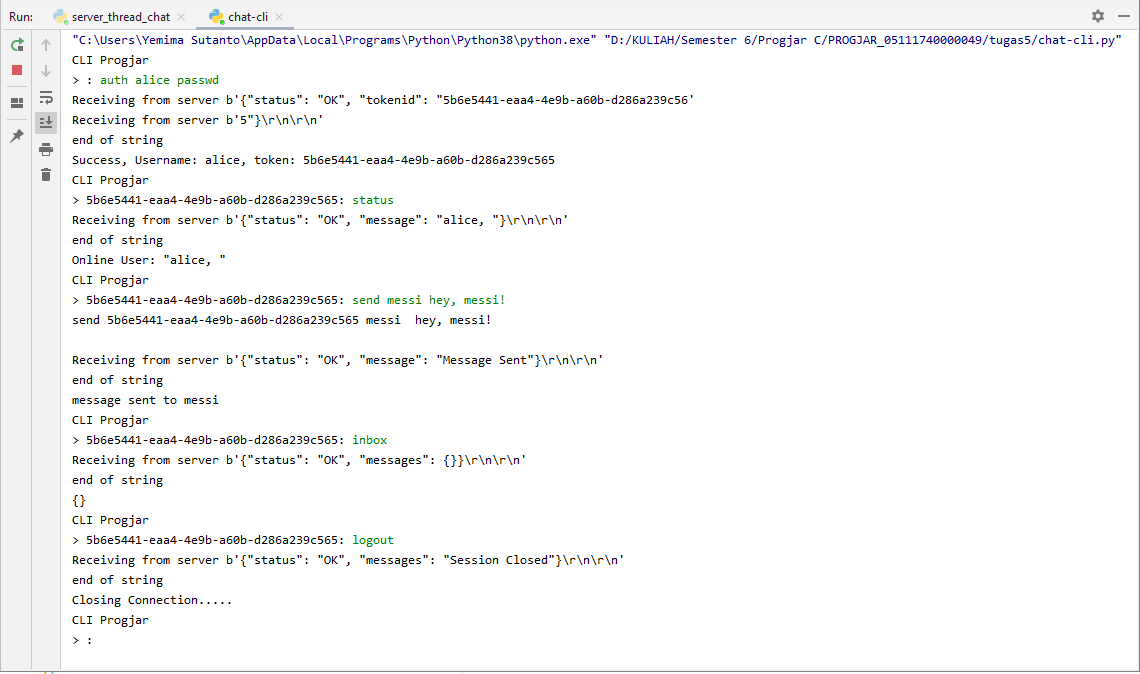 Run: server_thread_chat × chat-cli ×
"C:\Users\Yemima Sutanto\AppData\Local\Programs\Python\Python38\python.exe" "D:/KULIAH/Semester 6/Progjar C/PROGJAR_05111740000049/tugas5/chat-cli.py"
CLI Progjar
> : auth alice passwd
Receiving from server b'{"status": "OK", "tokenid": "5b6e5441-eaa4-4e9b-a60b-d286a239c56'
Receiving from server b'5"}\r\n\r\n'
end of string
Success, Username: alice, token: 5b6e5441-eaa4-4e9b-a60b-d286a239c565
CLI Progjar
> 5b6e5441-eaa4-4e9b-a60b-d286a239c565: status
Receiving from server b'{"status": "OK", "message": "alice, "}\r\n\r\n'
end of string
Online User: "alice, "
CLI Progjar
> 5b6e5441-eaa4-4e9b-a60b-d286a239c565: send messi hey, messi!
send 5b6e5441-eaa4-4e9b-a60b-d286a239c565 messi  hey, messi!
Receiving from server b'{"status": "OK", "message": "Message Sent"}\r\n\r\n'
end of string
message sent to messi
CLI Progjar
> 5b6e5441-eaa4-4e9b-a60b-d286a239c565: inbox
Receiving from server b'{"status": "OK", "messages": {}}\r\n\r\n'
end of string
{}
CLI Progjar
> 5b6e5441-eaa4-4e9b-a60b-d286a239c565: logout
Receiving from server b'{"status": "OK", "messages": "Session Closed"}\r\n\r\n'
end of string
Closing Connection.....
CLI Progjar
> :